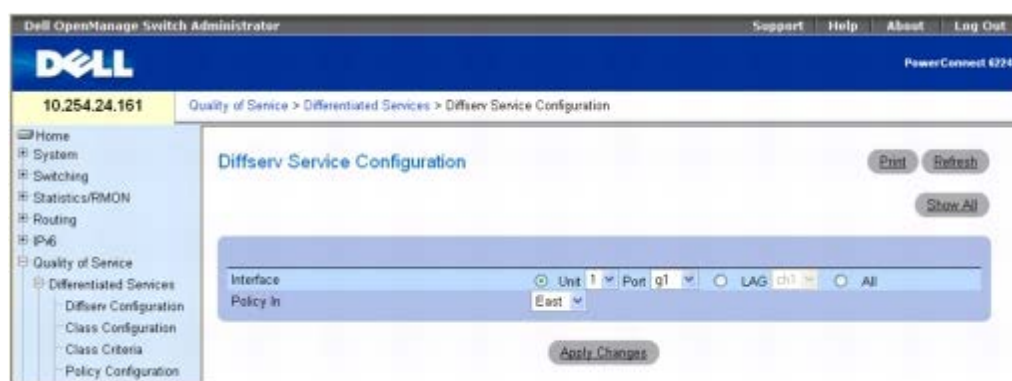 Dell OpenManage Switch Administrator Support Help About Log Out
DELL
PowerConnect 6224
10.254.24.161 Quality of Service > Differentiated Services > Diffserv Service Configuration
Home
System
Switching
Statistics/RMON
Routing
IPv6
Quality of Service
Differentiated Services
Diffserv Configuration
Class Configuration
Class Criteria
Policy Configuration
Diffserv Service Configuration
Print Refresh
Show All
Interface Unit 1 Port g1 LAG ch1 All
Policy In East
Apply Changes